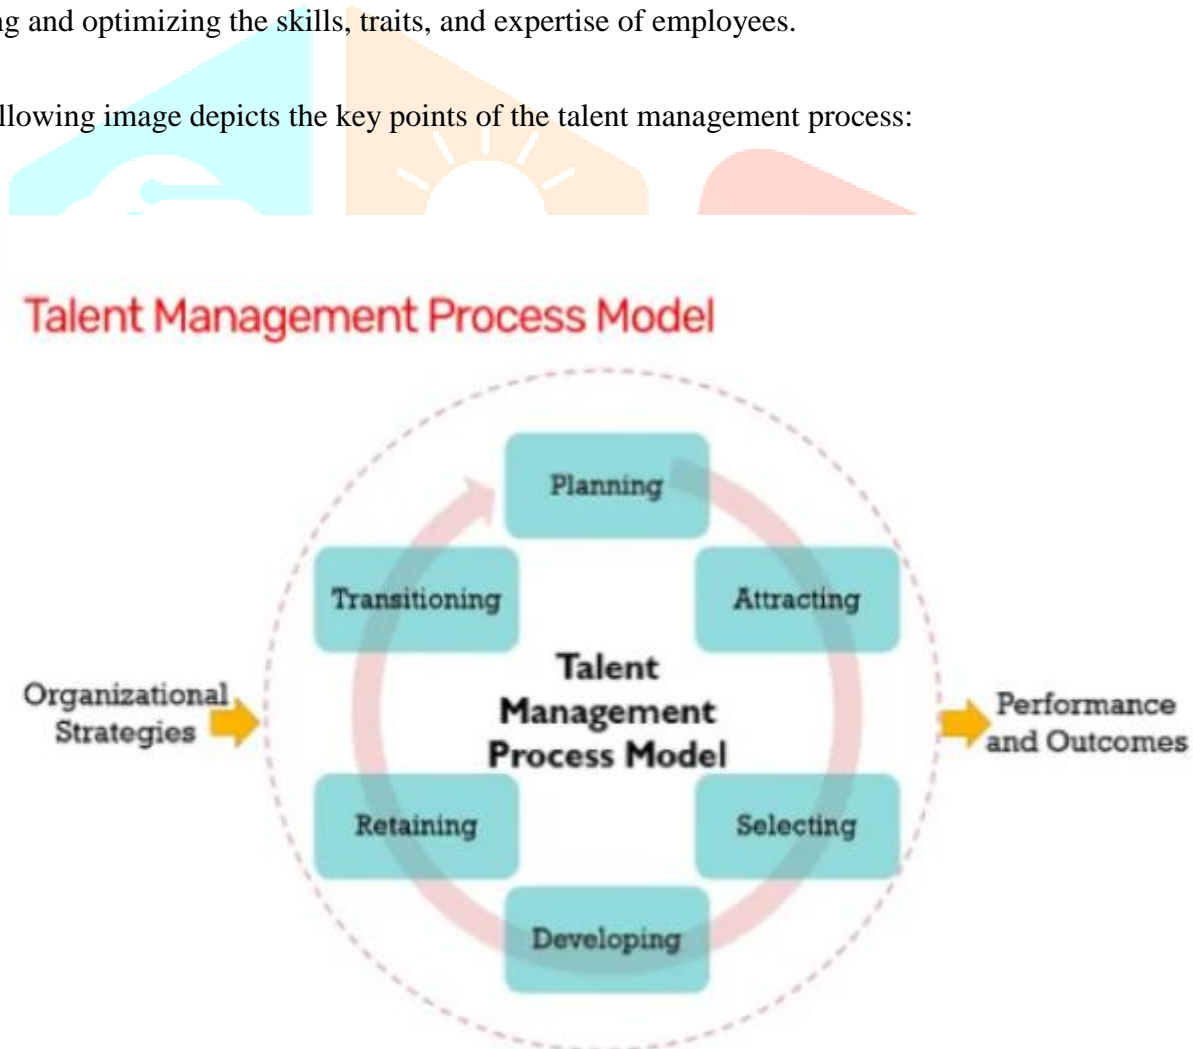 ng and optimizing the skills, traits, and expertise of employees.
llowing image depicts the key points of the talent management process:
Talent Management Process Model
Planning
Transitioning
Attracting
Talent
Management
Process Model
Organizational
Strategies
Performance
and Outcomes
Retaining
Selecting
Developing